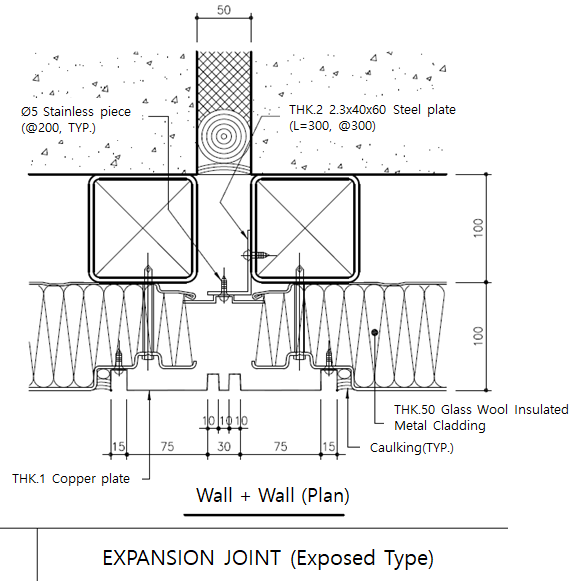 50
Ø5 Stainless piece
(@200, TYP.)
THK.2 2.3x40x60 Steel plate
(L=300, @300)
100
100
THK.50 Glass Wool Insulated
Metal Cladding
10 10 10
15 75 30 75 15
Caulking(TYP.)
THK.1 Copper plate
Wall + Wall (Plan)
EXPANSION JOINT (Exposed Type)